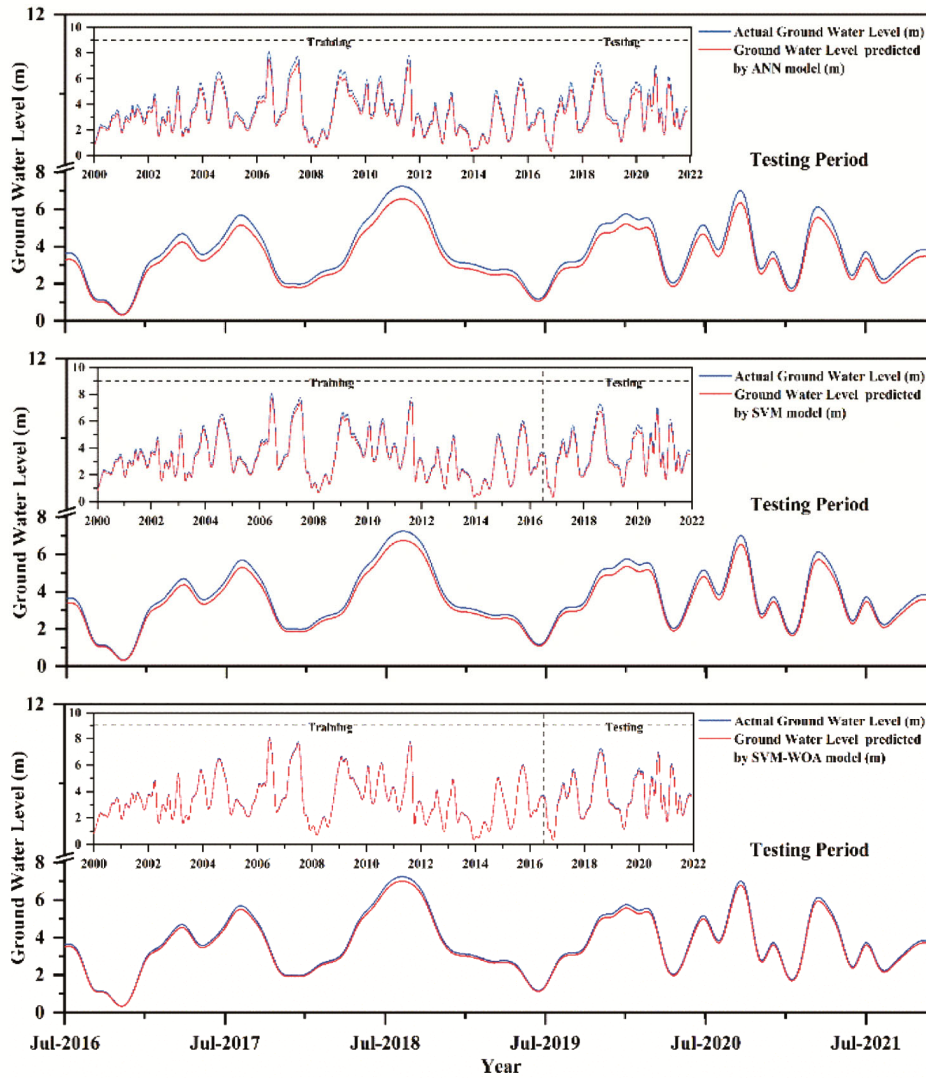 12
10
8
6
4
2
0
Training
Testing
2000 2002 2004 2006 2008 2010 2012 2014 2016 2018 2020 2022
Actual Ground Water Level (m)
Ground Water Level predicted
by ANN model (m)
Testing Period
Ground Water Level (m)
8
6
4
2
0
12
10
8
6
4
2
0
Training
Testing
2000 2002 2004 2006 2008 2010 2012 2014 2016 2018 2020 2022
Actual Ground Water Level (m)
Ground Water Level predicted
by SVM model (m)
Testing Period
Ground Water Level (m)
8
6
4
2
0
12
10
8
6
4
2
0
Training
Testing
2000 2002 2004 2006 2008 2010 2012 2014 2016 2018 2020 2022
Actual Ground Water Level (m)
Ground Water Level predicted
by SVM-WOA model (m)
Testing Period
Ground Water Level (m)
8
6
4
2
0
Jul-2016 Jul-2017 Jul-2018 Jul-2019 Jul-2020 Jul-2021
Year